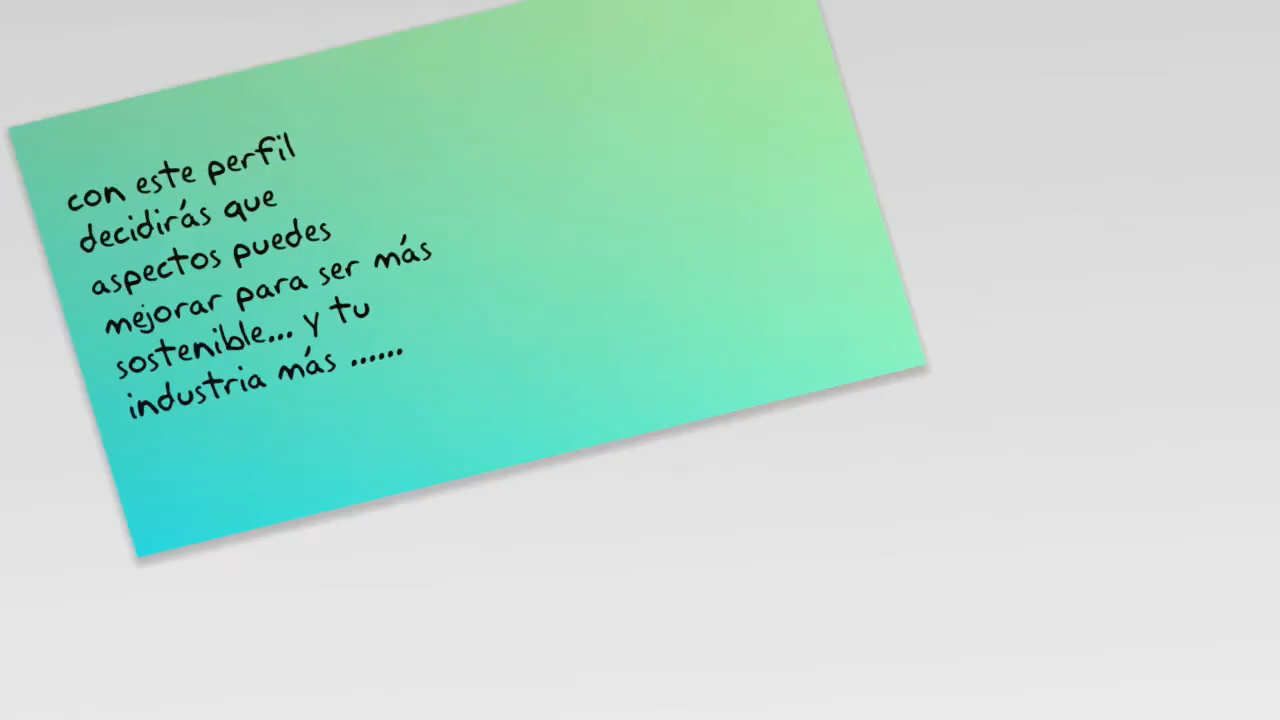 con este perfil
decidirás que
aspectos puedes
mejorar para ser más
sostenible... y tu
industria más ......